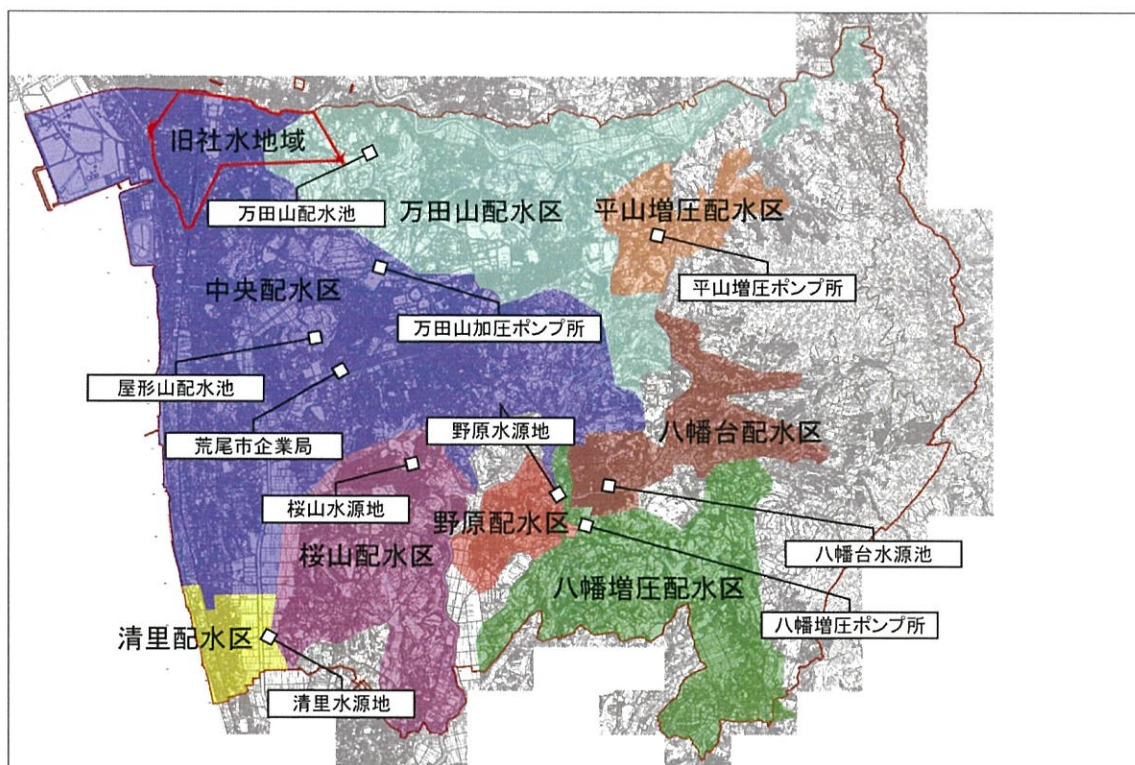 旧社水地域
万田山配水池
万田山配水区
平山増圧配水区
平山増圧ポンプ所
中央配水区
万田山加圧ポンプ所
屋形山配水池
荒尾市企業局
野原水源地
八幡台配水区
桜山水源地
野原配水区
八幡台水源池
桜山配水区
八幡増圧配水区
八幡増圧ポンプ所
清里配水区
清里水源地